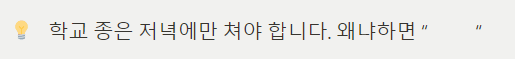 💡 학교 종은 저녁에만 쳐야 합니다. 왜냐하면 “ “